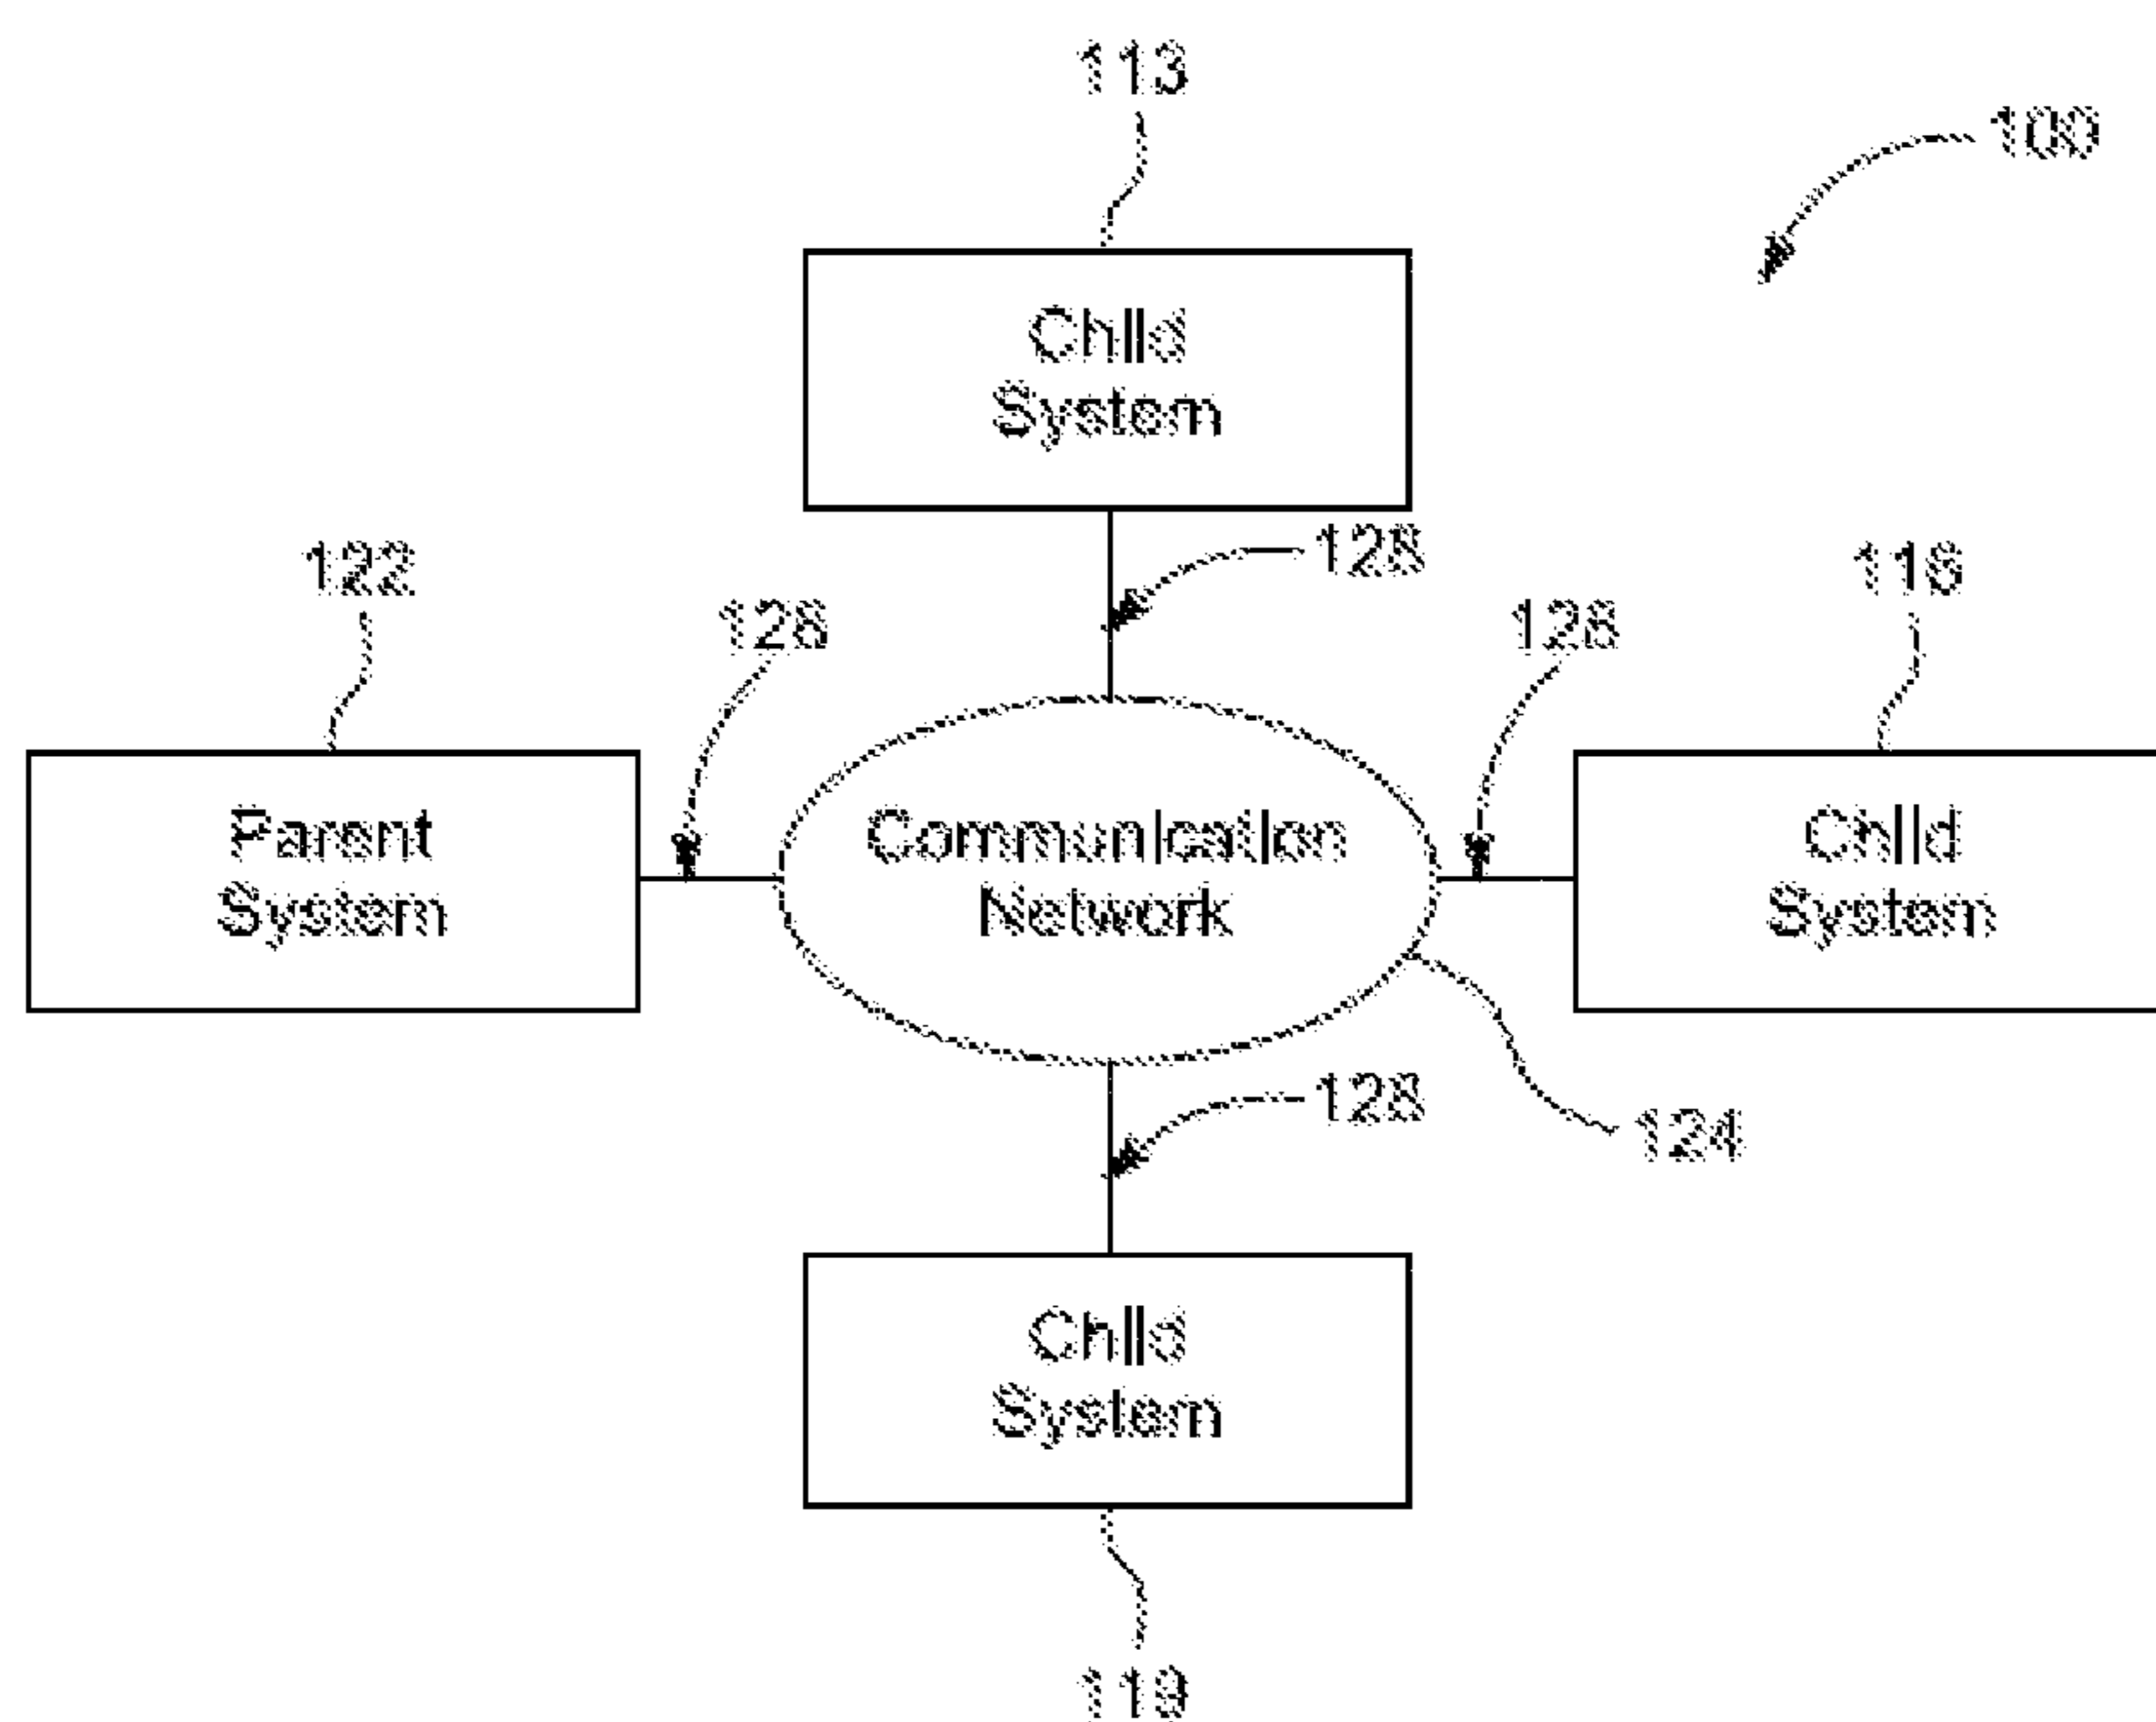 113
100
Child
System
128
122
116
128
128
Parent
System
Communication
Network
Child
System
128
124
Child
System
119